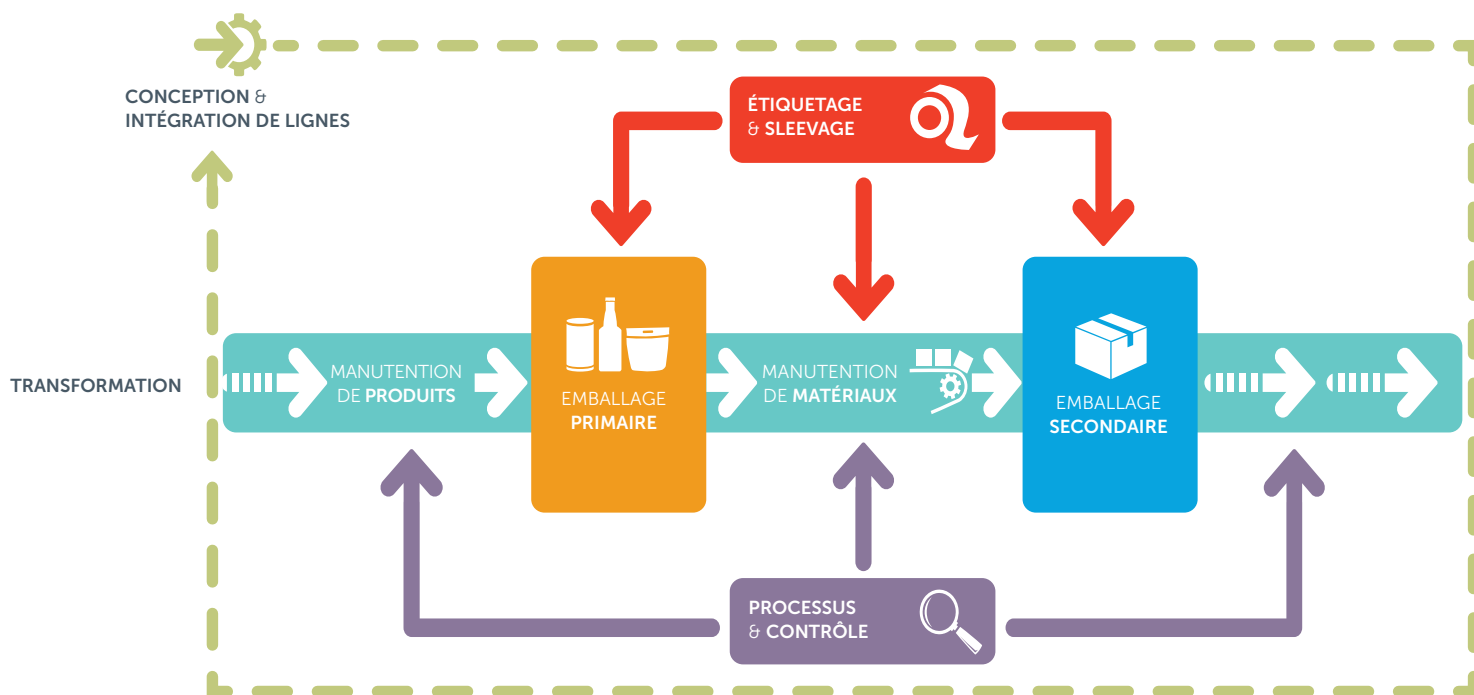 CONCEPTION &
INTÉGRATION DE LIGNES
ÉTIQUETAGE
& SLEEVAGE
TRANSFORMATION
MANUTENTION
DE PRODUITS
EMBALLAGE
PRIMAIRE
MANUTENTION
DE MATÉRIAUX
EMBALLAGE
SECONDAIRE
PROCESSUS
& CONTRÔLE